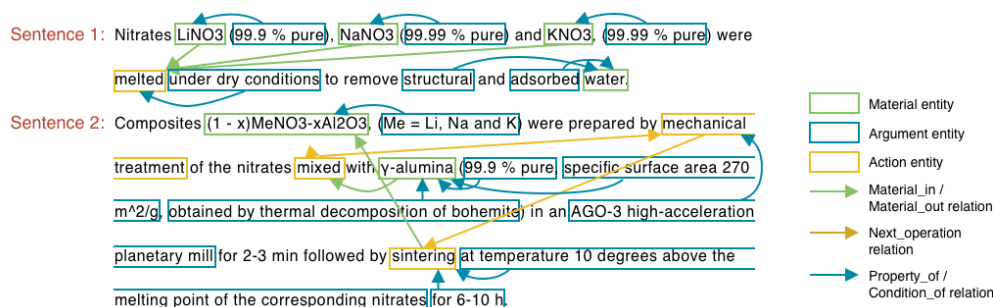 Sentence 1: Nitrates LiNO3 (99.9 % pure), NaNO3 (99.99 % pure) and KNO3, (99.99 % pure) were
melted under dry conditions to remove structural and adsorbed water.
Sentence 2: Composites (1 - x)MeNO3-xAl2O3, (Me = Li, Na and K) were prepared by mechanical
treatment of the nitrates mixed with γ-alumina (99.9 % pure, specific surface area 270
m^2/g, obtained by thermal decomposition of bohemite) in an AGO-3 high-acceleration
planetary mill for 2-3 min followed by sintering at temperature 10 degrees above the
melting point of the corresponding nitrates for 6-10 h.
Material entity
Argument entity
Action entity
Material_in /
Material_out relation
Next_operation
relation
Property_of /
Condition_of relation